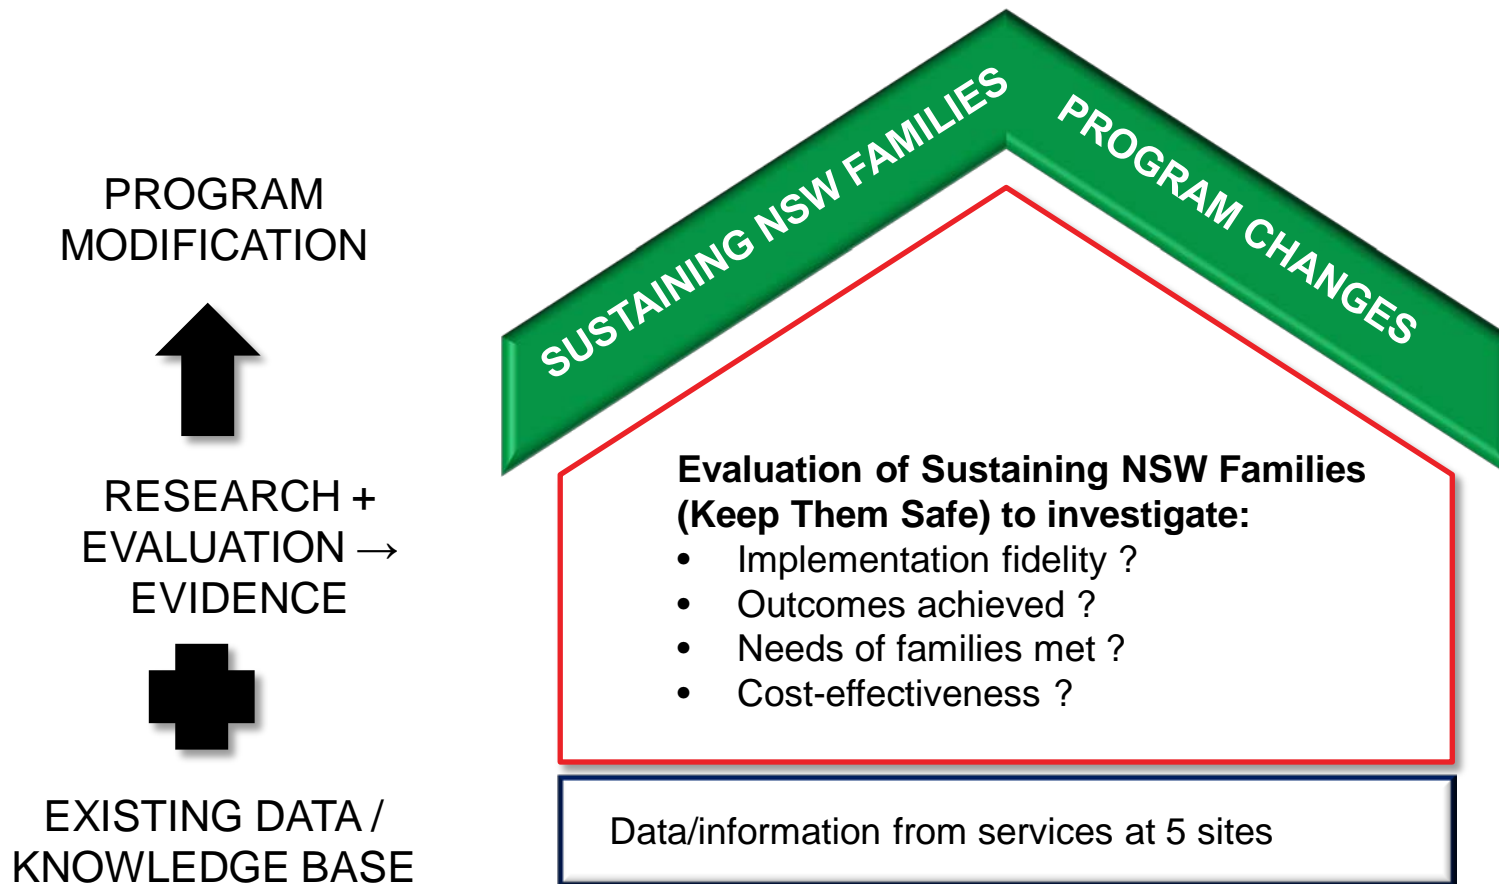 PROGRAM
MODIFICATION
RESEARCH +
EVALUATION →
EVIDENCE
EXISTING DATA /
KNOWLEDGE BASE
SUSTAINING NSW FAMILIES
PROGRAM CHANGES
Evaluation of Sustaining NSW Families
(Keep Them Safe) to investigate:
• Implementation fidelity ?
• Outcomes achieved ?
• Needs of families met ?
• Cost-effectiveness ?
Data/information from services at 5 sites